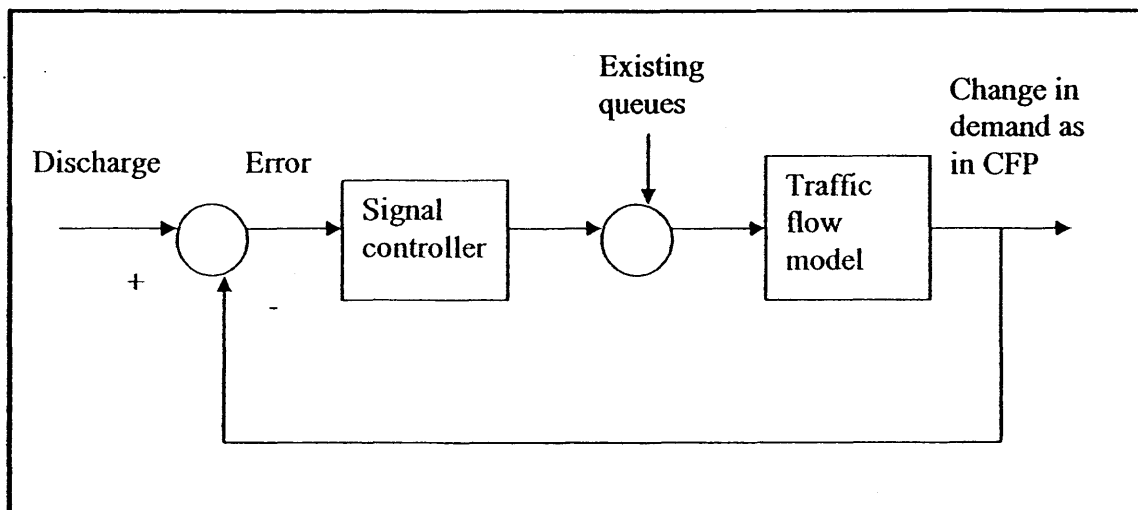 Existing
queues
Change in
demand as
in CFP
Discharge
Error
Signal
controller
Traffic
flow
model
+
-